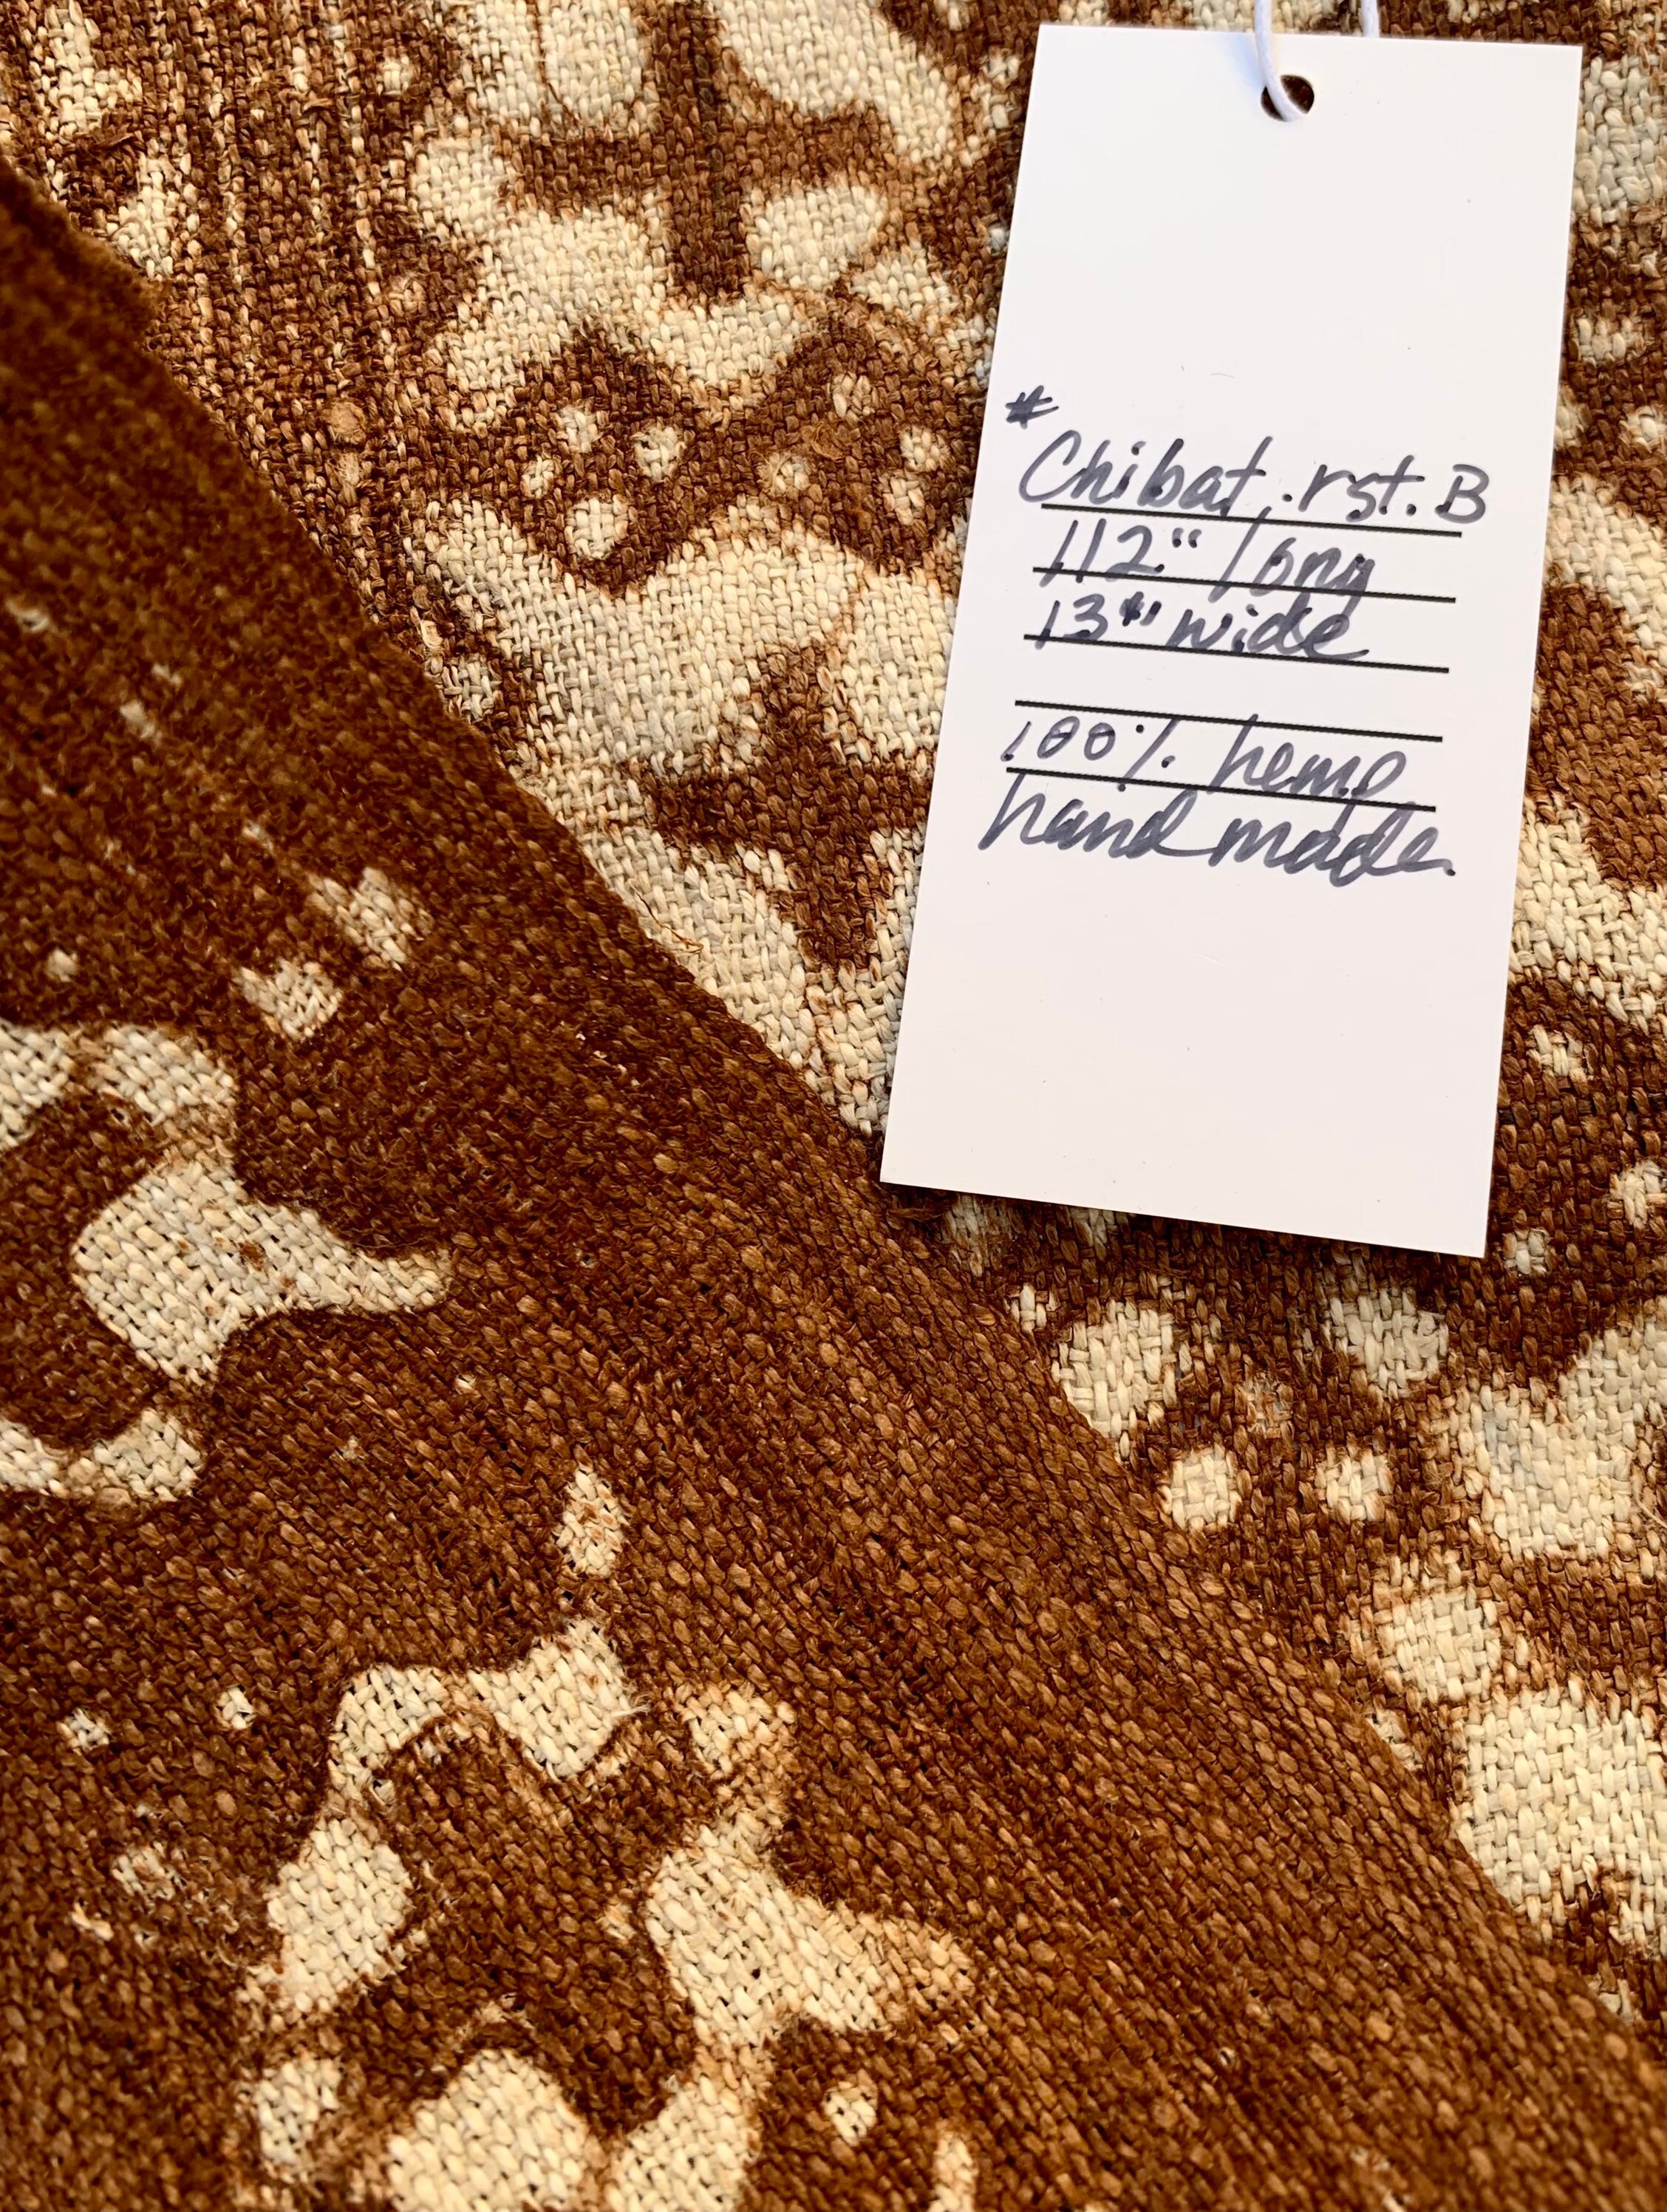 #
Chibat. rst. B
112" long
13" wide
100% hemp
hand made.